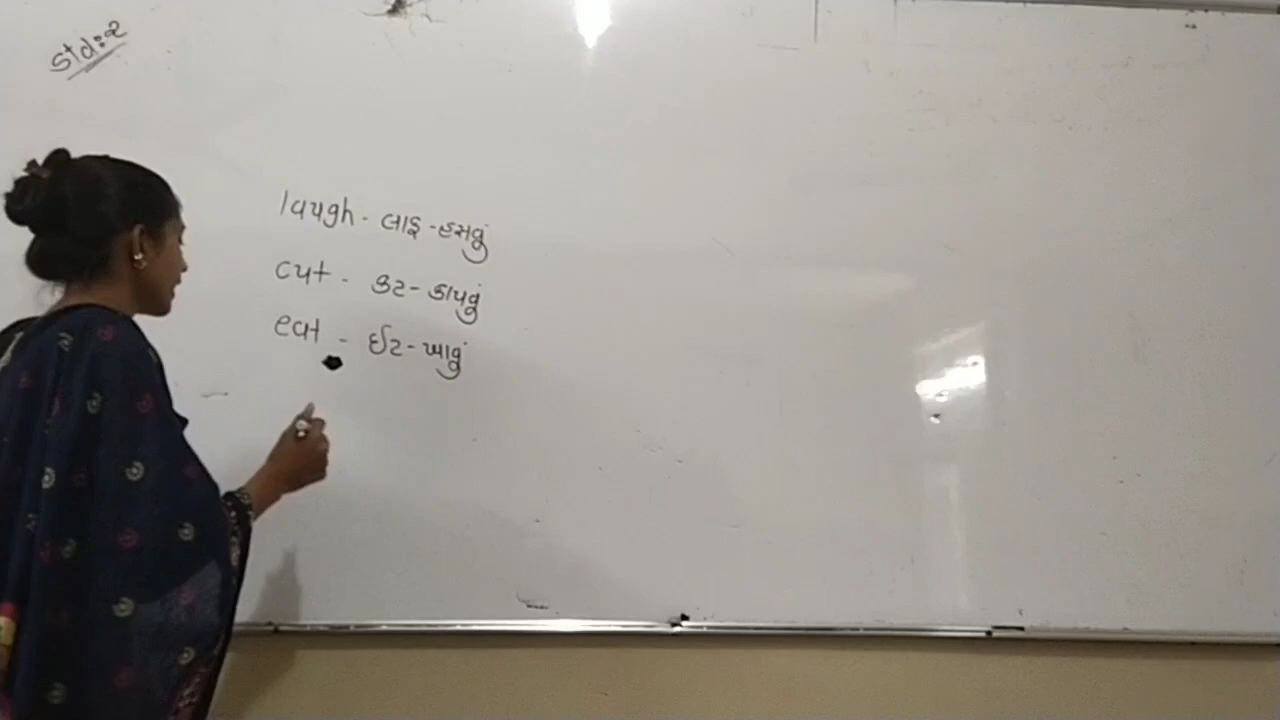 std:-2
laugh - લાફ - હસવું
cut - કટ - કાપવું
eat - ઈટ - ખાવું